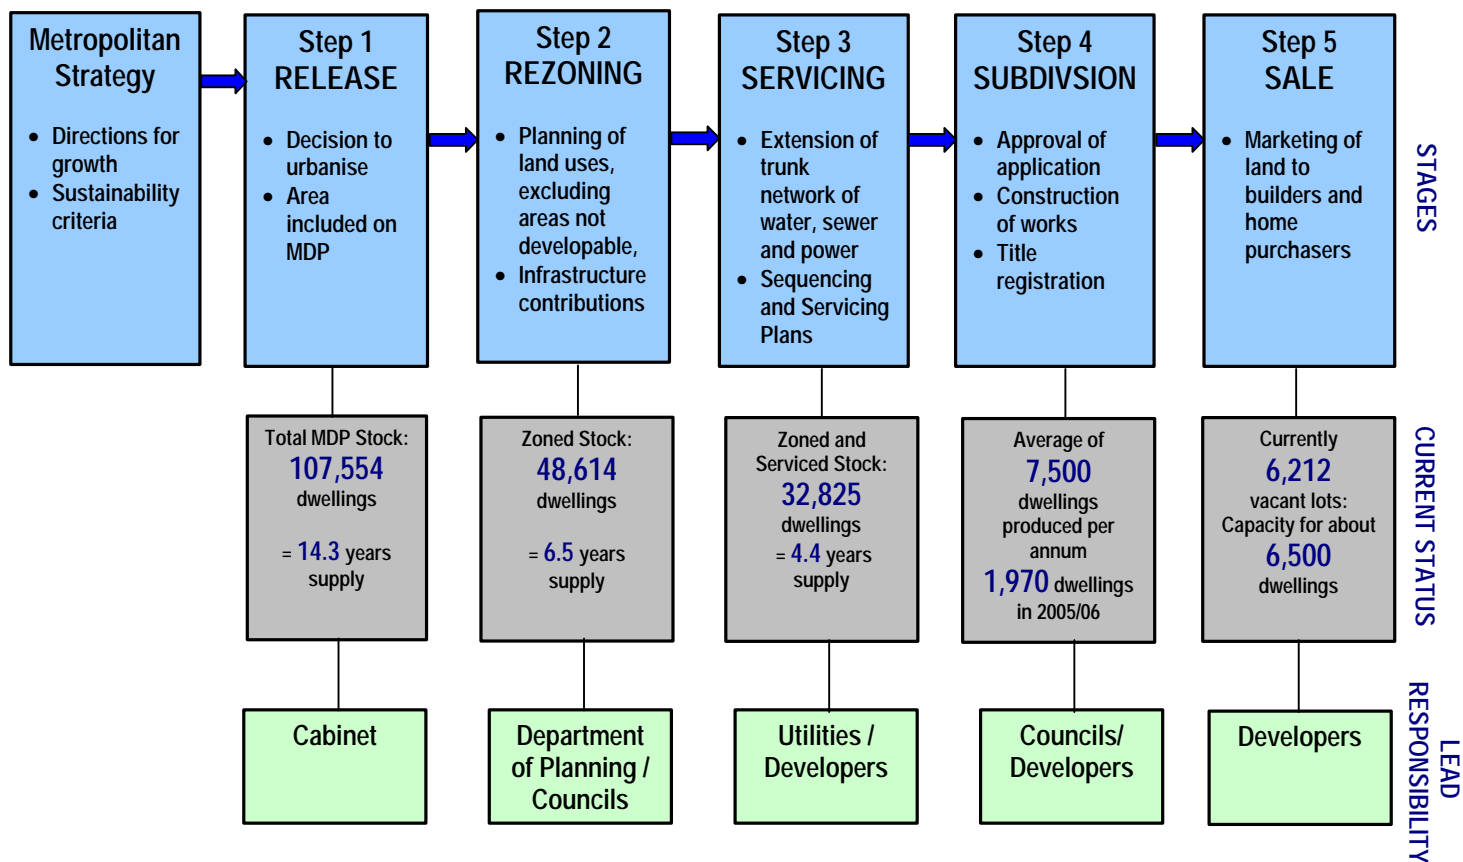 Metropolitan
Strategy
• Directions for
growth
• Sustainability
criteria
Step 1
RELEASE
• Decision to
urbanise
• Area
included on
MDP
Step 2
REZONING
• Planning of
land uses,
excluding
areas not
developable,
• Infrastructure
contributions
Step 3
SERVICING
• Extension of
trunk
network of
water, sewer
and power
• Sequencing
and Servicing
Plans
Step 4
SUBDIVSION
• Approval of
application
• Construction
of works
• Title
registration
Step 5
SALE
• Marketing of
land to
builders and
home
purchasers
STAGES
Total MDP Stock:
107,554
dwellings
= 14.3 years
supply
Zoned Stock:
48,614
dwellings
= 6.5 years
supply
Zoned and
Serviced Stock:
32,825
dwellings
= 4.4 years
supply
Average of
7,500
dwellings
produced per
annum
1,970 dwellings
in 2005/06
Currently
6,212
vacant lots:
Capacity for about
6,500
dwellings
CURRENT STATUS
Cabinet
Department
of Planning /
Councils
Utilities /
Developers
Councils/
Developers
Developers
LEAD
RESPONSIBILITY